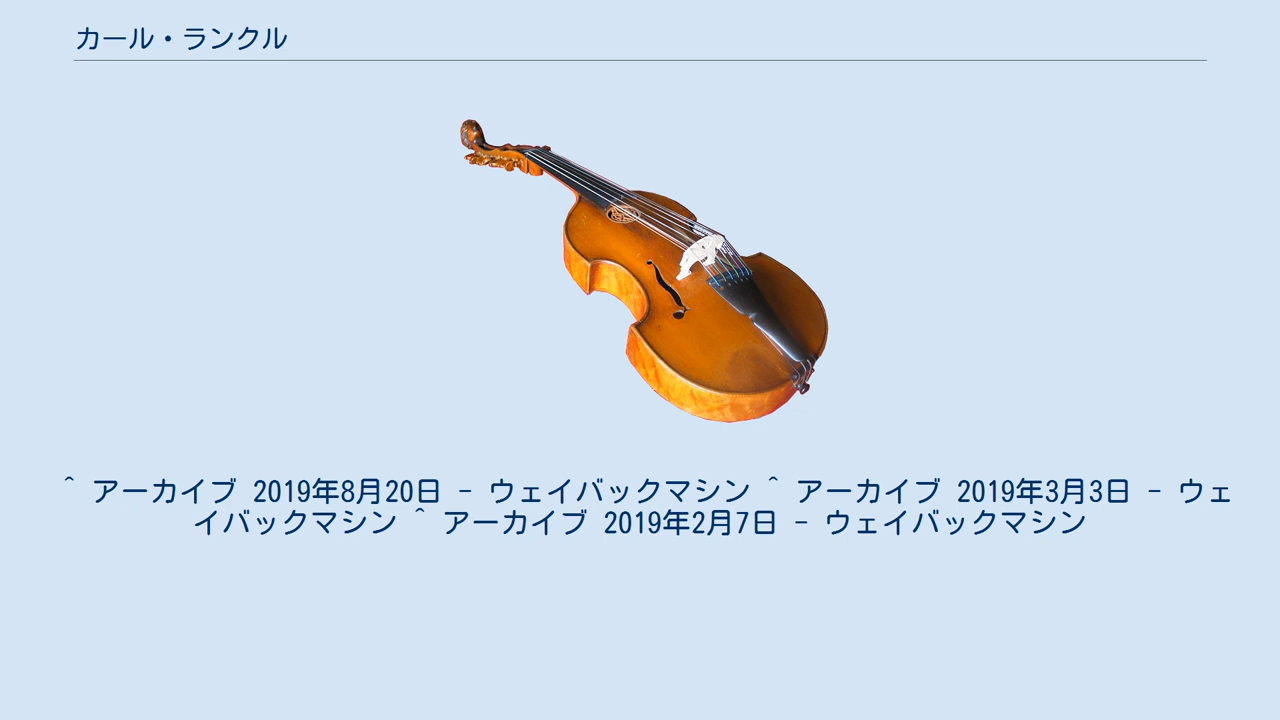 カール・ランクル
^ アーカイブ 2019年8月20日 - ウェイバックマシン ^ アーカイブ 2019年3月3日 - ウェ
イバックマシン ^ アーカイブ 2019年2月7日 - ウェイバックマシン